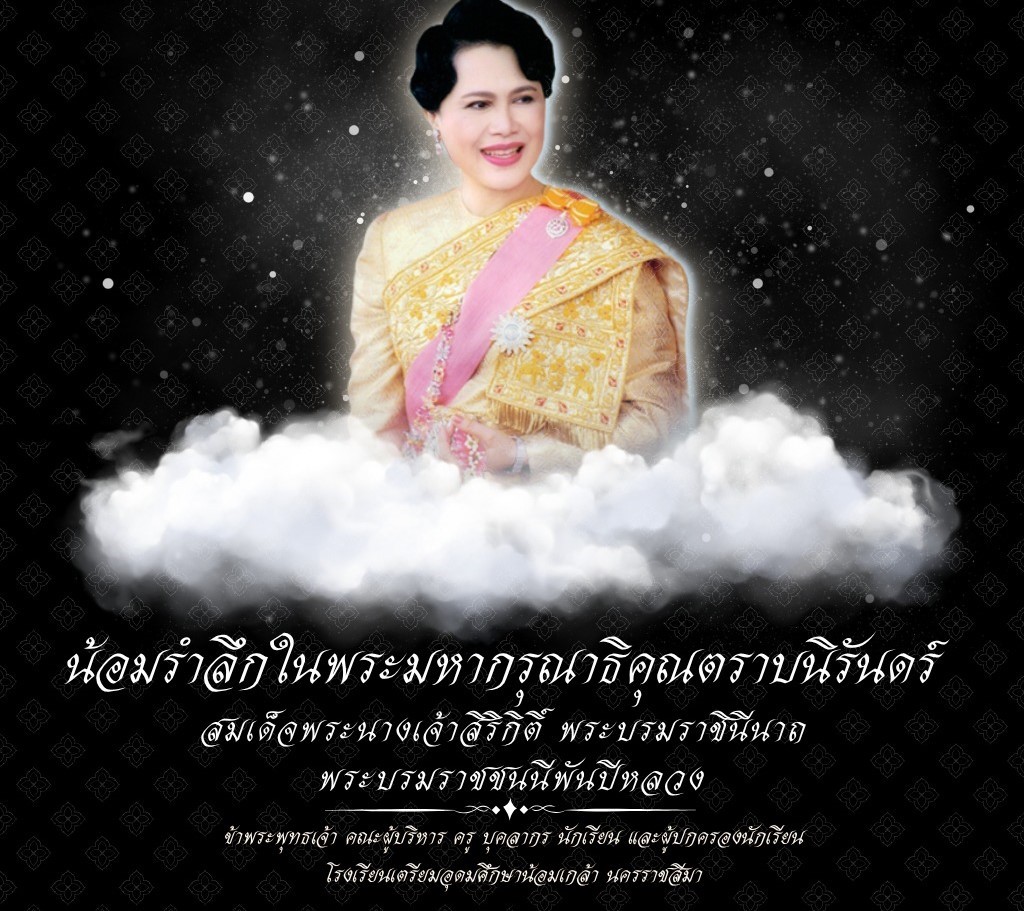 น้อมรำลึกในพระมหากรุณาธิคุณตราบนิรันดร์
สมเด็จพระนางเจ้าสิริกิติ์ พระบรมราชินีนาถ
พระบรมราชชนนีพันปีหลวง
ข้าพระพุทธเจ้า คณะผู้บริหาร ครู บุคลากร นักเรียน และผู้ปกครองนักเรียน
โรงเรียนเตรียมอุดมศึกษาน้อมเกล้า นครราชสีมา